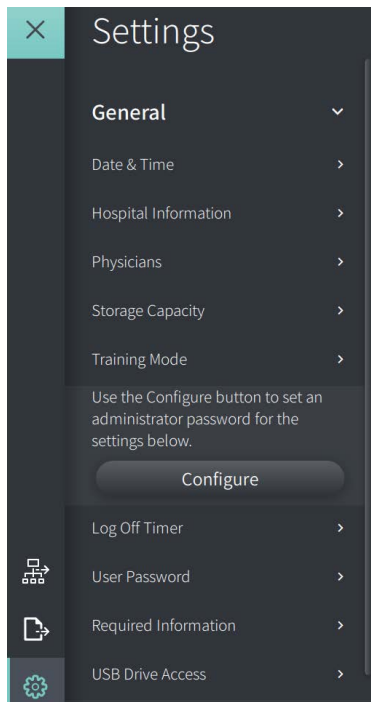 Settings
General
Date & Time
Hospital Information
Physicians
Storage Capacity
Training Mode
Use the Configure button to set an
administrator password for the
settings below.
Configure
Log Off Timer
User Password
Required Information
USB Drive Access